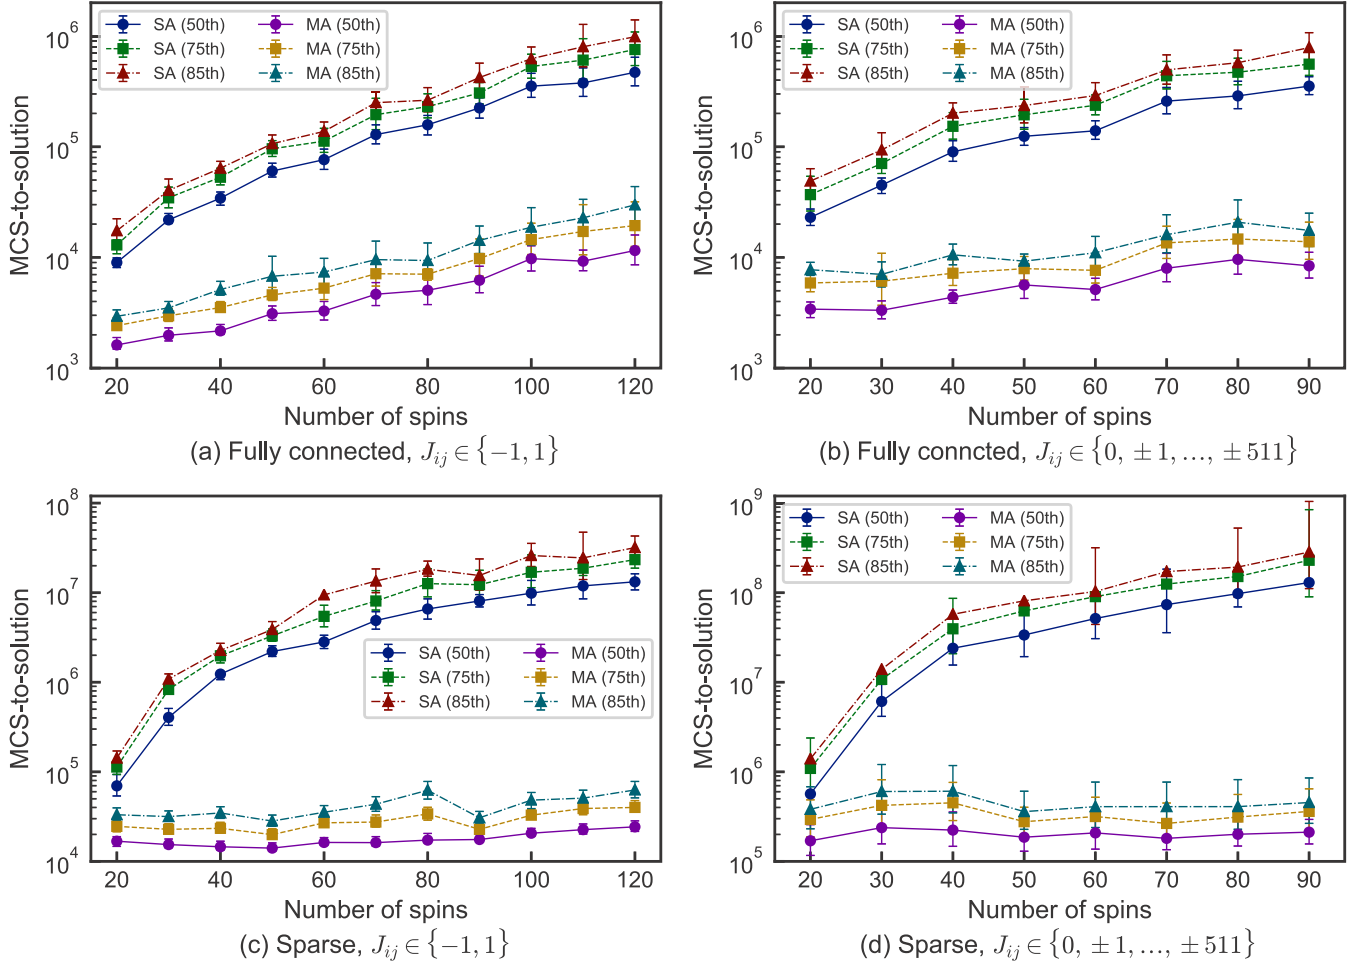 10^6
10^5
10^4
10^3
MCS-to-solution
SA (50th) MA (50th)
SA (75th) MA (75th)
SA (85th) MA (85th)
20 40 60 80 100 120
Number of spins
(a) Fully connected, J_{ij} ∈ {−1, 1}
10^6
10^5
10^4
10^3
MCS-to-solution
SA (50th) MA (50th)
SA (75th) MA (75th)
SA (85th) MA (85th)
20 30 40 50 60 70 80 90
Number of spins
(b) Fully conncted, J_{ij} ∈ {0, ±1, ..., ±511}
10^8
10^7
10^6
10^5
10^4
MCS-to-solution
SA (50th) MA (50th)
SA (75th) MA (75th)
SA (85th) MA (85th)
20 40 60 80 100 120
Number of spins
(c) Sparse, J_{ij} ∈ {−1, 1}
10^9
10^8
10^7
10^6
10^5
MCS-to-solution
SA (50th) MA (50th)
SA (75th) MA (75th)
SA (85th) MA (85th)
20 30 40 50 60 70 80 90
Number of spins
(d) Sparse, J_{ij} ∈ {0, ±1, ..., ±511}